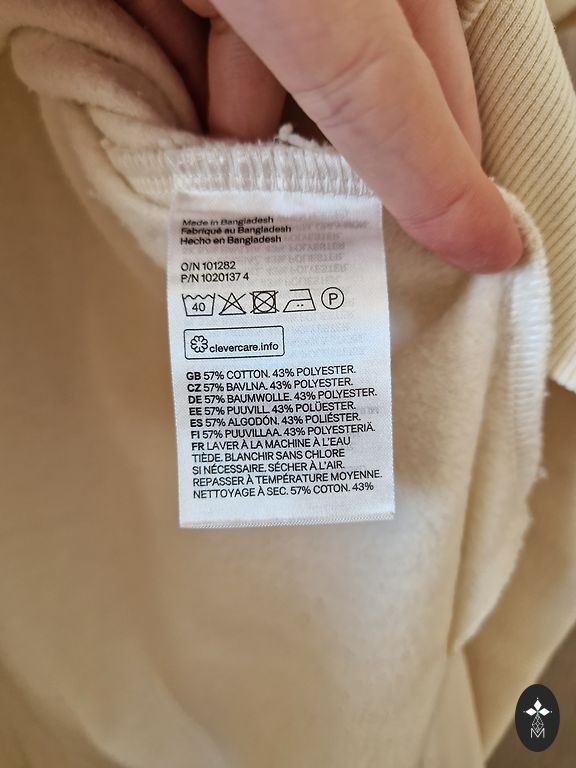 Made in Bangladesh
Fabriqué au Bangladesh
Hecho en Bangladesh
O/N 101282
P/N 1020137 4
40 P
clevercare.info
GB 57% COTTON. 43% POLYESTER.
CZ 57% BAVLNA. 43% POLYESTER.
DE 57% BAUMWOLLE. 43% POLYESTER.
EE 57% PUUVILL. 43% POLÜESTER.
ES 57% ALGODÓN. 43% POLIÉSTER.
FI 57% PUUVILLAA. 43% POLYESTERIÄ.
FR LAVER À LA MACHINE À L'EAU
TIÈDE. BLANCHIR SANS CHLORE
SI NÉCESSAIRE. SÉCHER À L'AIR.
REPASSER À TEMPÉRATURE MOYENNE.
NETTOYAGE À SEC. 57% COTON. 43%
M